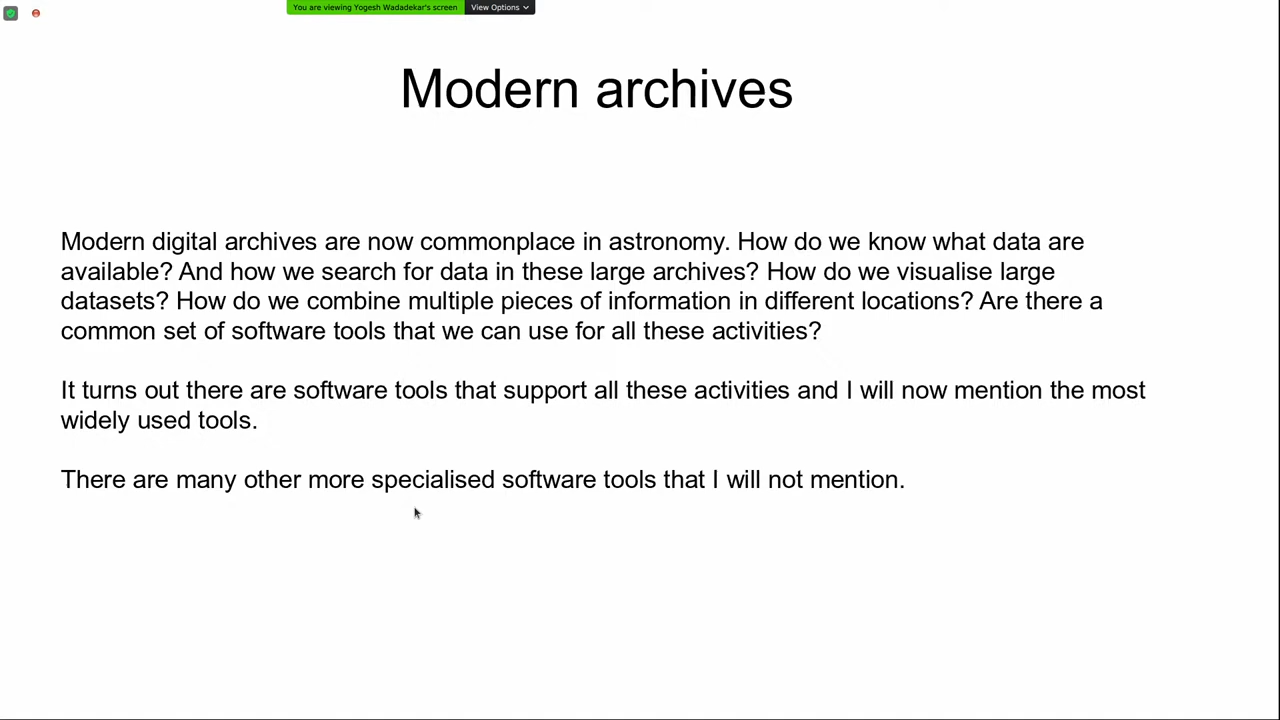 You are viewing Yogesh Wadadekar's screen
View Options
Modern archives
Modern digital archives are now commonplace in astronomy. How do we know what data are
available? And how we search for data in these large archives? How do we visualise large
datasets? How do we combine multiple pieces of information in different locations? Are there a
common set of software tools that we can use for all these activities?
It turns out there are software tools that support all these activities and I will now mention the most
widely used tools.
There are many other more specialised software tools that I will not mention.